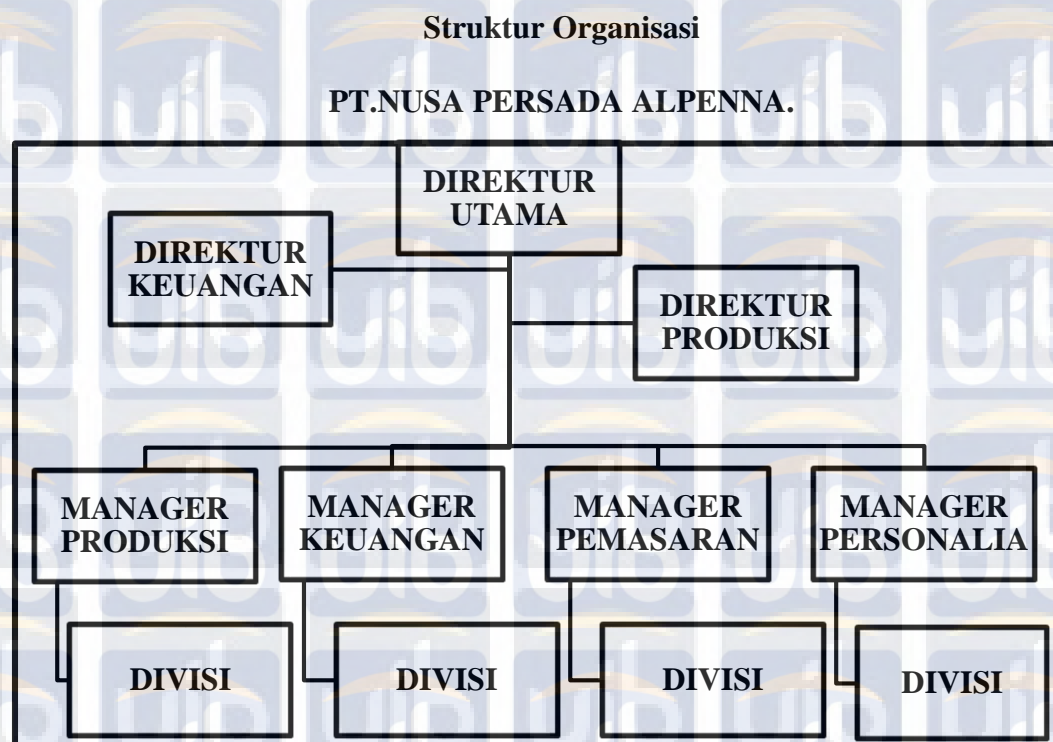 Struktur Organisasi
PT.NUSA PERSADA ALPENNA.
DIREKTUR
UTAMA
DIREKTUR
KEUANGAN
DIREKTUR
PRODUKSI
MANAGER
PRODUKSI
MANAGER
KEUANGAN
MANAGER
PEMASARAN
MANAGER
PERSONALIA
DIVISI
DIVISI
DIVISI
DIVISI
uib